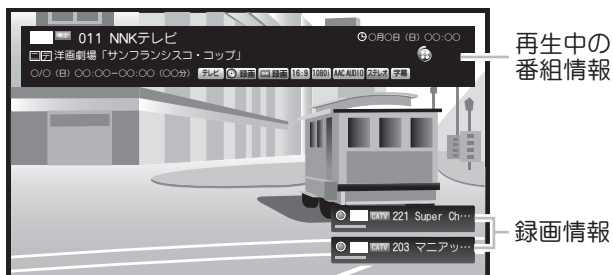 011 NNKテレビ
○月○日 (日) ○○:○○
洋画劇場「サンフランシスコ・コップ」
○/○ (日) ○○:○○-○○:○○ (○○分) テレビ 録画 録画 16:9 1080i AAC AUDIO ステレオ 字幕
再生中の
番組情報
CATV 221 Super Ch…
CATV 203 マニアッ…
録画情報